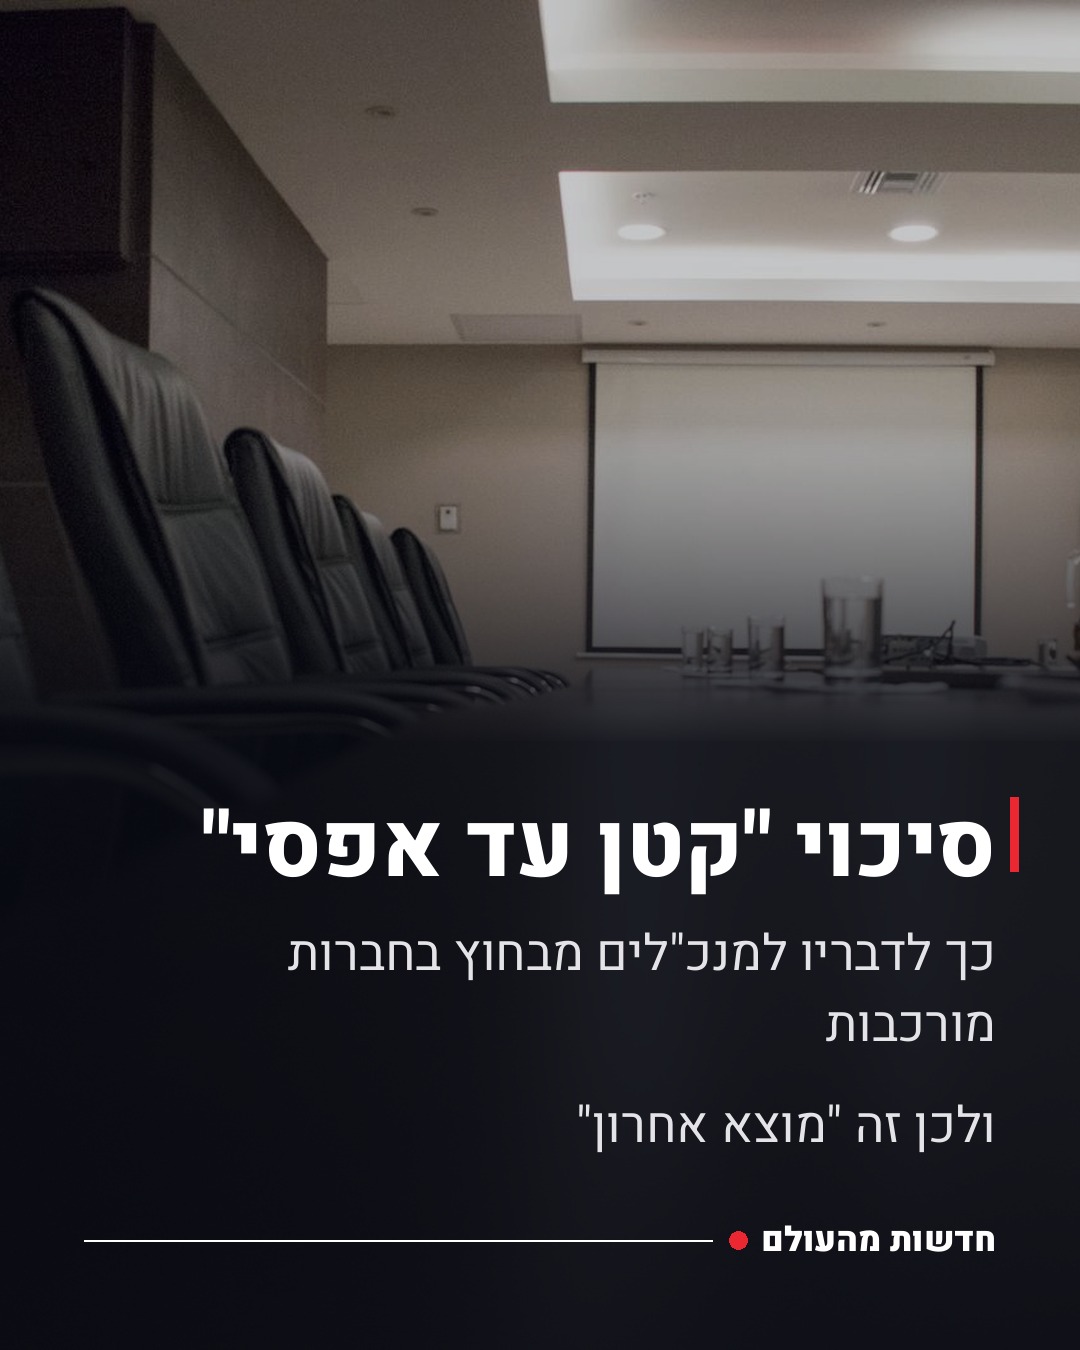 סיכוי "קטן עד אפסי"
כך לדבריו למנכ"לים מבחוץ בחברות
מורכבות
ולכן זה "מוצא אחרון"
חדשות מהעולם